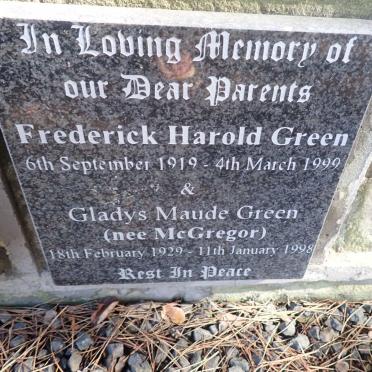 In Loving Memory of
our Dear Parents
Frederick Harold Green
6th September 1919 - 4th March 1999
&
Gladys Maude Green
(nee McGregor)
18th February 1929 - 11th January 1998
Rest In Peace